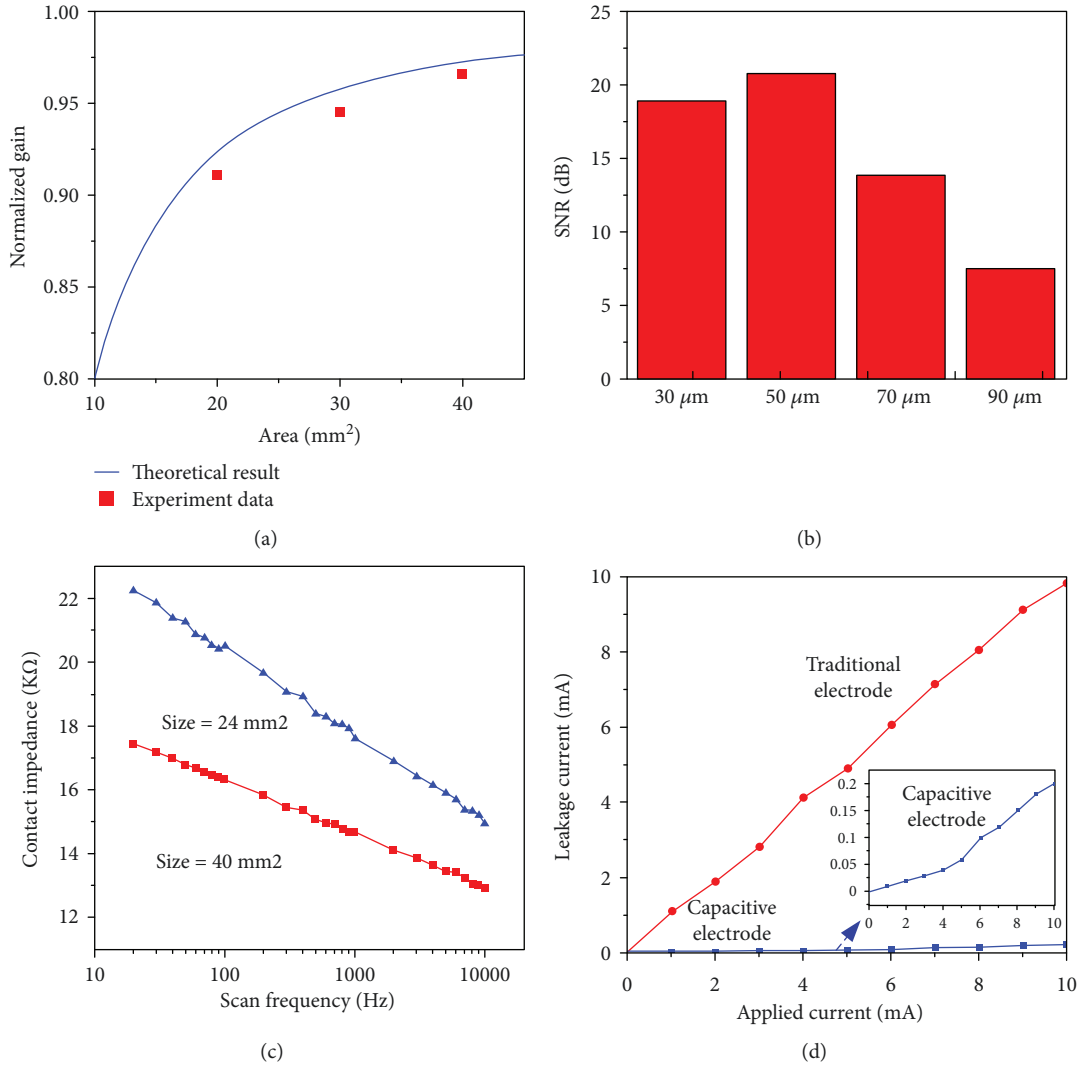 1.00
0.95
0.90
0.85
0.80
Normalized gain
10 20 30 40
Area (mm²)
Theoretical result
Experiment data
(a)
25
20
15
10
5
0
SNR (dB)
30 μm 50 μm 70 μm 90 μm
(b)
22
20
18
16
14
12
Contact impedance (KΩ)
Size = 24 mm2
Size = 40 mm2
10 100 1000 10000
Scan frequency (Hz)
(c)
10
8
6
4
2
0
Leakage current (mA)
Traditional
electrode
Capacitive
electrode
0.2
0.15
0.1
0.05
0
Capacitive
electrode
0 2 4 6 8 10
0 2 4 6 8 10
Applied current (mA)
(d)